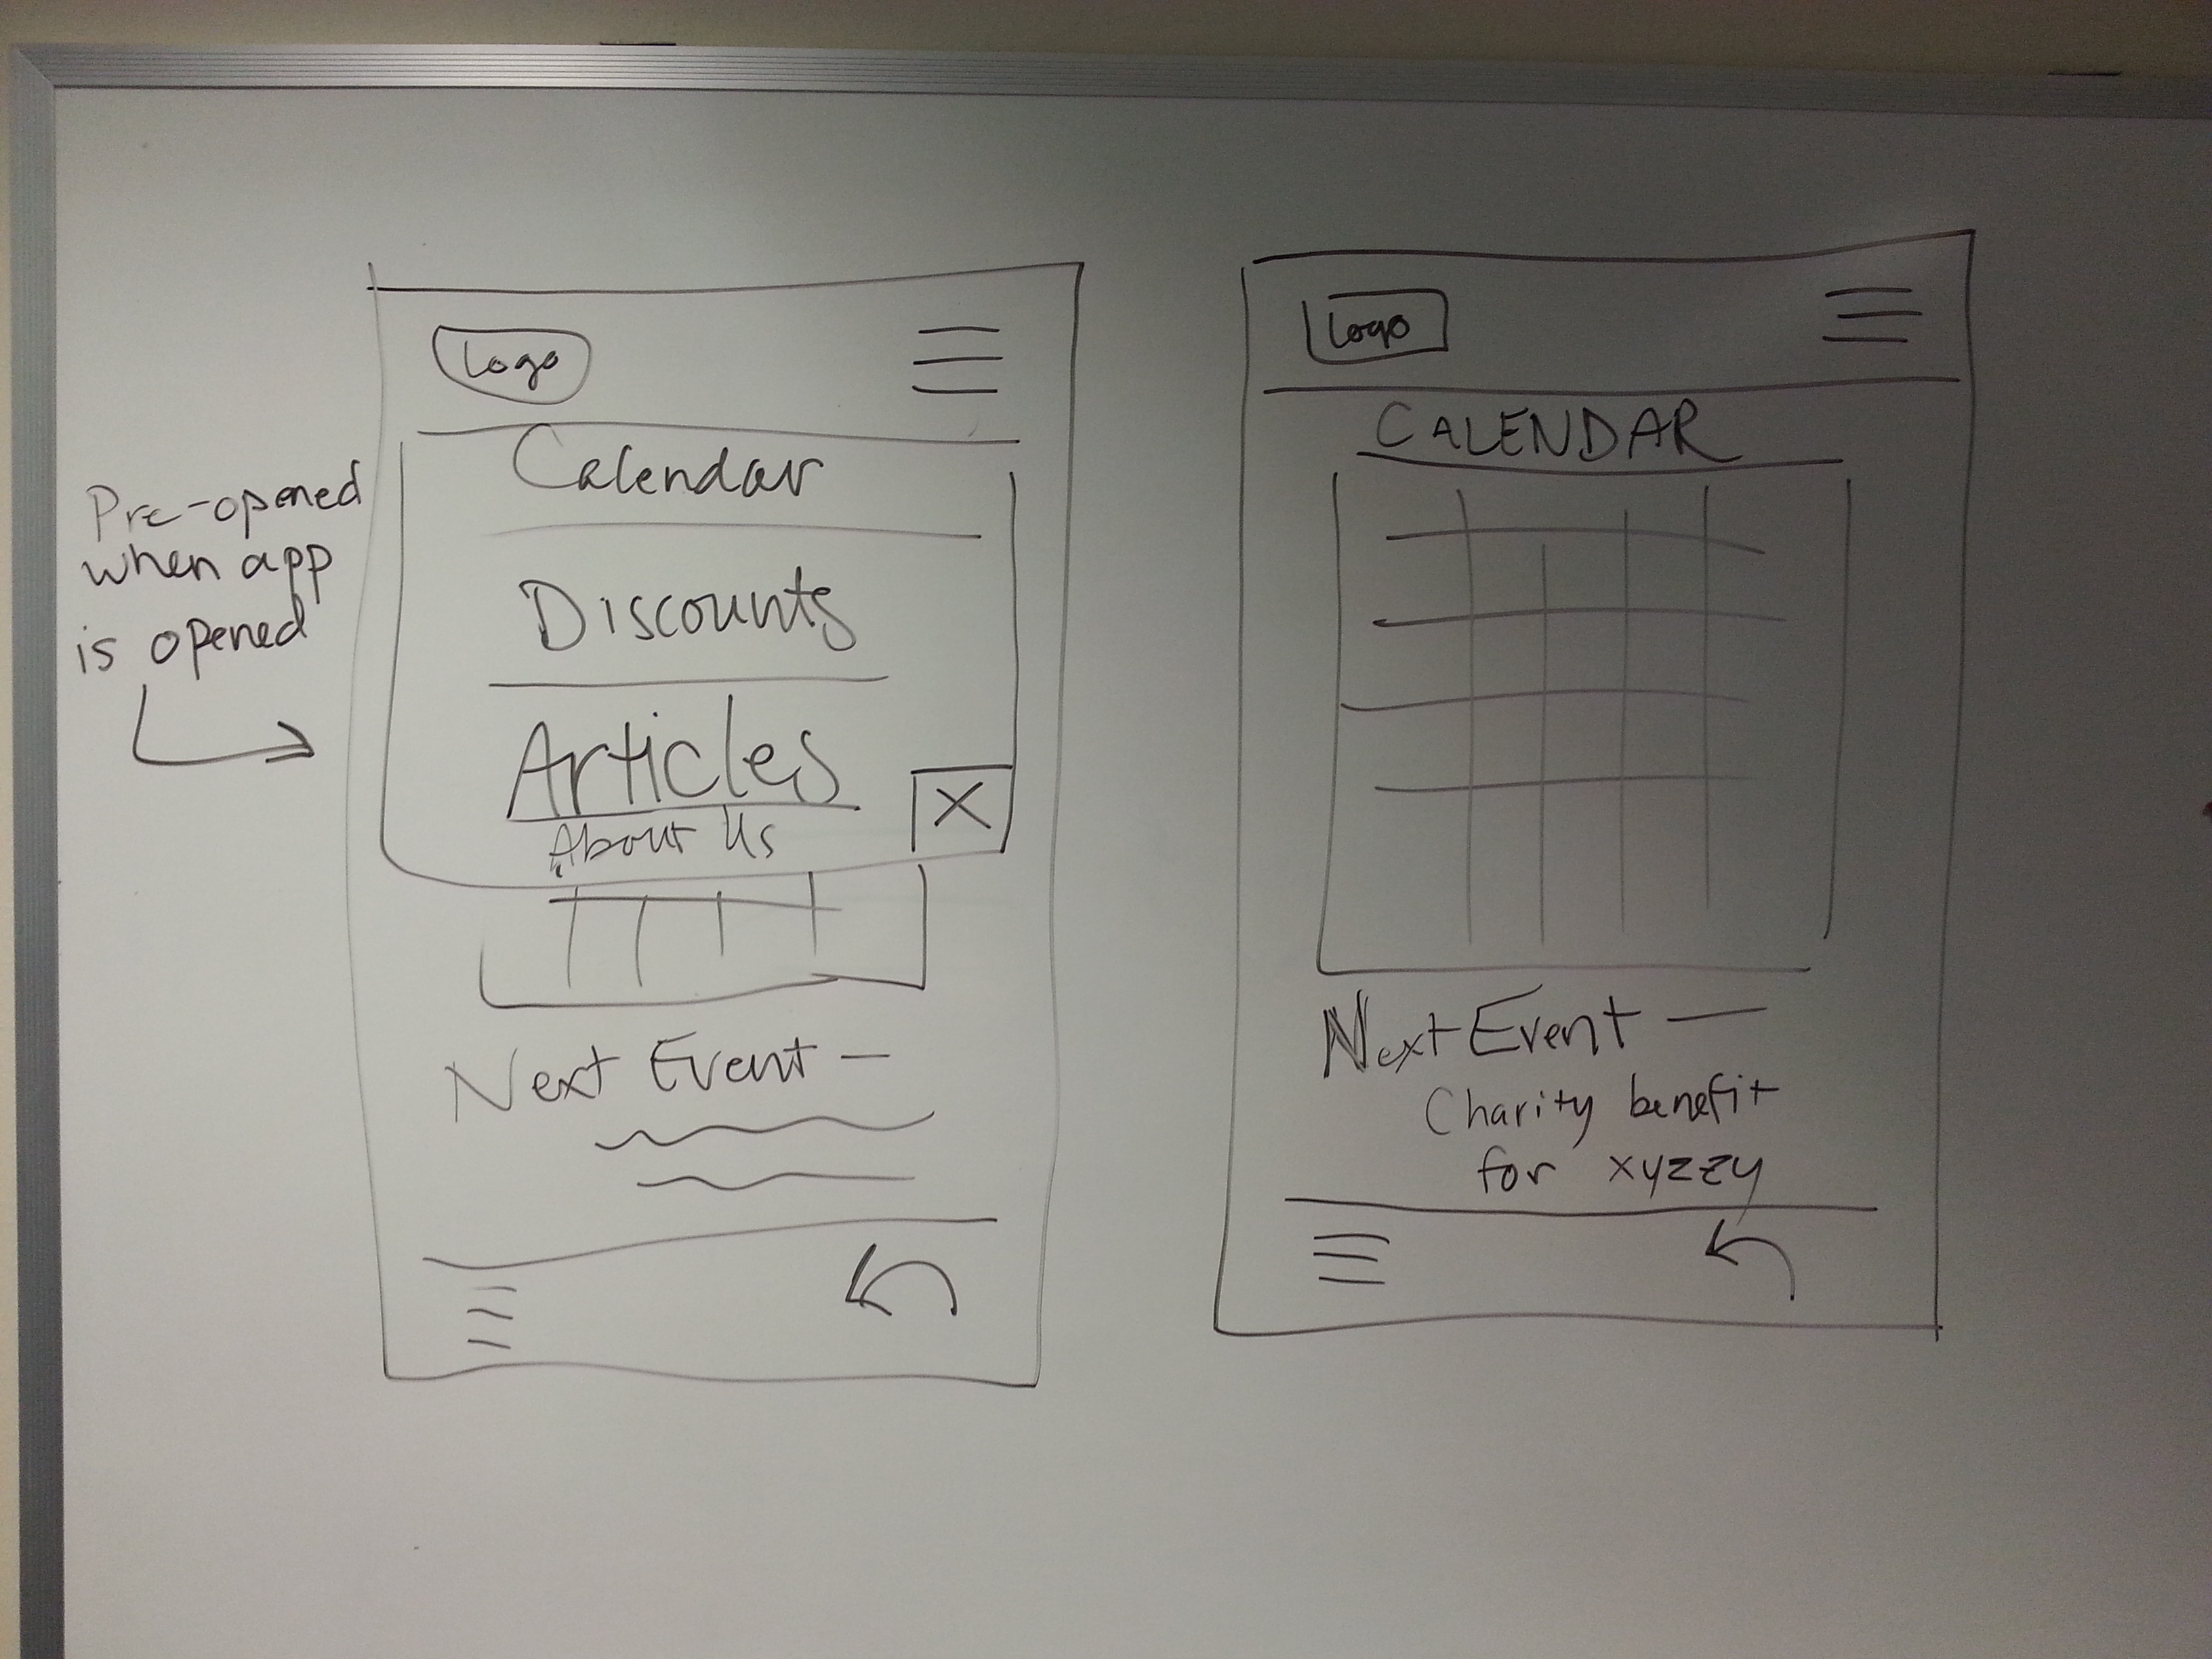 Pre-opened
when app
is opened
Logo
Calendar
Discounts
Articles
About Us
X
Next Event —
Logo
CALENDAR
Next Event —
Charity benefit
for xyzzy